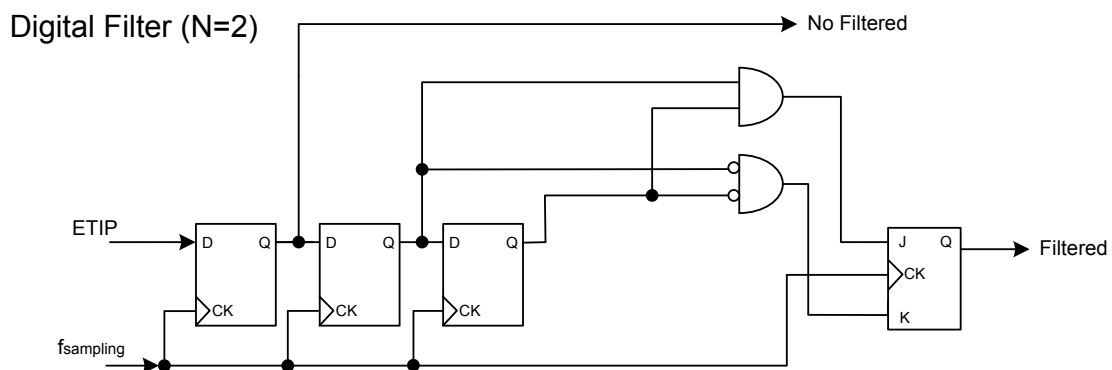 Digital Filter (N=2)
No Filtered
ETIP
D Q D Q D Q
J Q
Filtered
CK CK CK
CK
K
fsampling